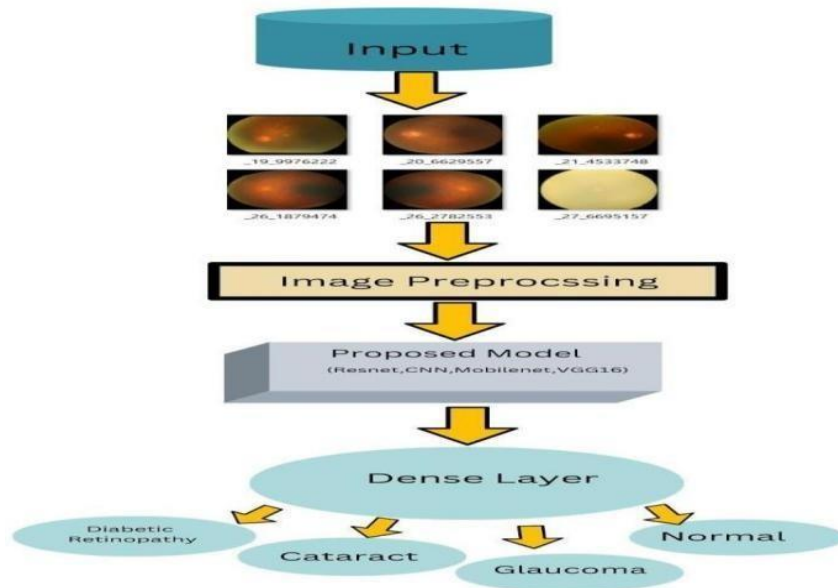 Input
_19_9976222
_20_6629557
_21_4533748
_26_1879474
_26_2782553
_27_6695157
Image Preprocssing
Proposed Model
(Resnet,CNN,Mobilenet,VGG16)
Dense Layer
Diabetic
Retinopathy
Cataract
Glaucoma
Normal